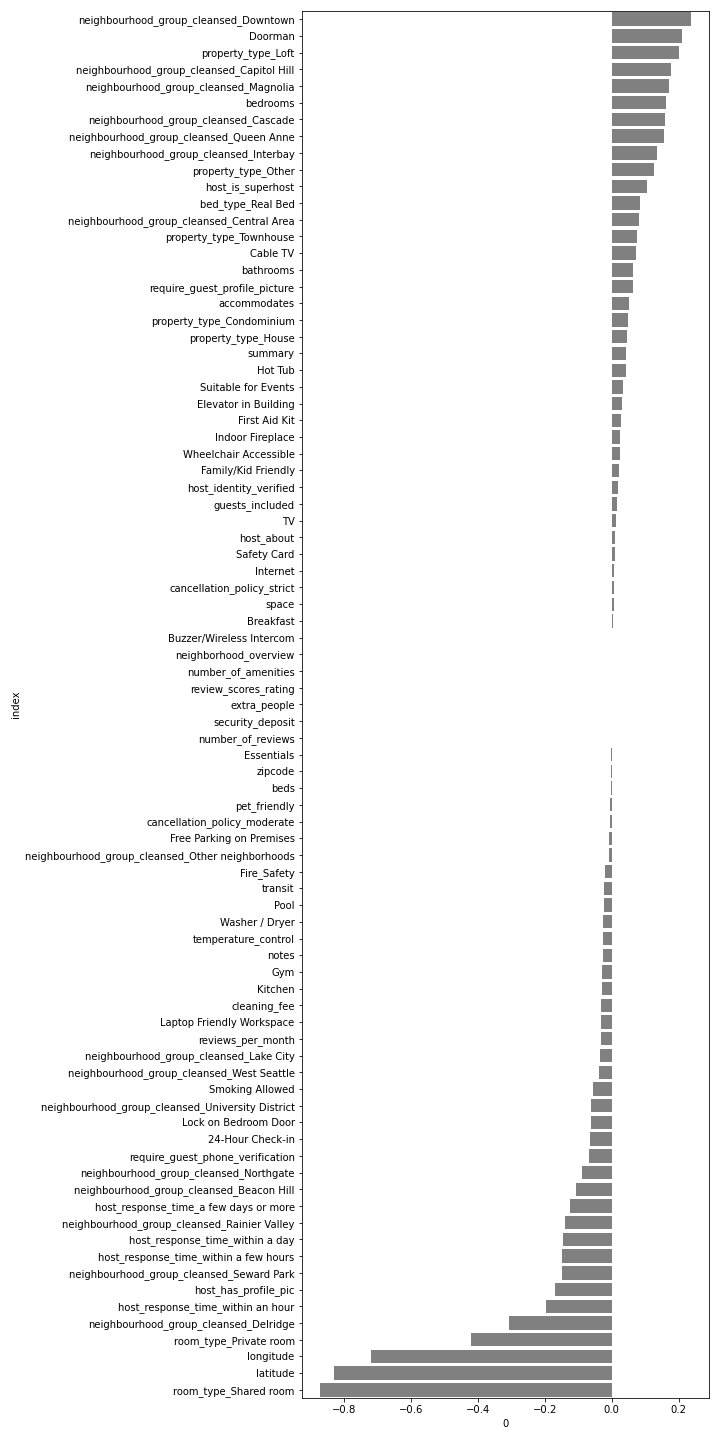 neighbourhood_group_cleansed_Downtown
Doorman
property_type_Loft
neighbourhood_group_cleansed_Capitol Hill
neighbourhood_group_cleansed_Magnolia
bedrooms
neighbourhood_group_cleansed_Cascade
neighbourhood_group_cleansed_Queen Anne
neighbourhood_group_cleansed_Interbay
property_type_Other
host_is_superhost
bed_type_Real Bed
neighbourhood_group_cleansed_Central Area
property_type_Townhouse
Cable TV
bathrooms
require_guest_profile_picture
accommodates
property_type_Condominium
property_type_House
summary
Hot Tub
Suitable for Events
Elevator in Building
First Aid Kit
Indoor Fireplace
Wheelchair Accessible
Family/Kid Friendly
host_identity_verified
guests_included
TV
host_about
Safety Card
Internet
cancellation_policy_strict
space
Breakfast
Buzzer/Wireless Intercom
neighborhood_overview
number_of_amenities
review_scores_rating
extra_people
security_deposit
number_of_reviews
Essentials
zipcode
beds
pet_friendly
cancellation_policy_moderate
Free Parking on Premises
neighbourhood_group_cleansed_Other neighborhoods
Fire_Safety
transit
Pool
Washer / Dryer
temperature_control
notes
Gym
Kitchen
cleaning_fee
Laptop Friendly Workspace
reviews_per_month
neighbourhood_group_cleansed_Lake City
neighbourhood_group_cleansed_West Seattle
Smoking Allowed
neighbourhood_group_cleansed_University District
Lock on Bedroom Door
24-Hour Check-in
require_guest_phone_verification
neighbourhood_group_cleansed_Northgate
neighbourhood_group_cleansed_Beacon Hill
host_response_time_a few days or more
neighbourhood_group_cleansed_Rainier Valley
host_response_time_within a day
host_response_time_within a few hours
neighbourhood_group_cleansed_Seward Park
host_has_profile_pic
host_response_time_within an hour
neighbourhood_group_cleansed_Delridge
room_type_Private room
longitude
latitude
room_type_Shared room
index
−0.8 −0.6 −0.4 −0.2 0.0 0.2
0